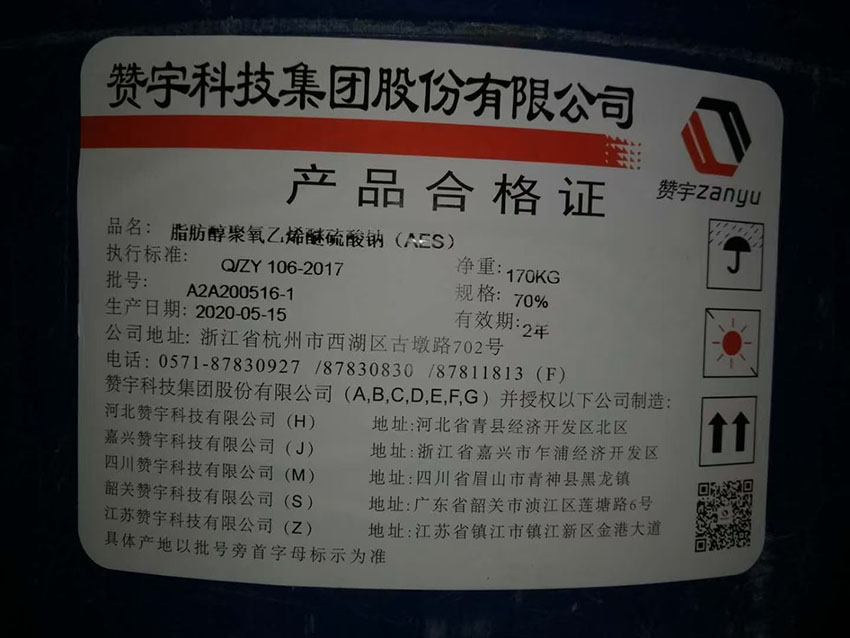 赞宇科技集团股份有限公司
赞宇zanyu
产品合格证
品名: 脂肪醇聚氧乙烯醚硫酸钠（AES）
执行标准: Q/ZY 106-2017
净重: 170KG
批号: A2A200516-1
规格: 70%
生产日期: 2020-05-15
有效期: 2年
公司地址: 浙江省杭州市西湖区古墩路702号
电话: 0571-87830927 /87830830 /87811813（F）
赞宇科技集团股份有限公司（A,B,C,D,E,F,G）并授权以下公司制造:
河北赞宇科技有限公司（H） 地址:河北省青县经济开发区北区
嘉兴赞宇科技有限公司（J） 地址:浙江省嘉兴市乍浦经济开发区
四川赞宇科技有限公司（M） 地址:四川省眉山市青神县黑龙镇
韶关赞宇科技有限公司（S） 地址:广东省韶关市浈江区莲塘路6号
江苏赞宇科技有限公司（Z） 地址:江苏省镇江市镇江新区金港大道
具体产地以批号旁首字母标示为准